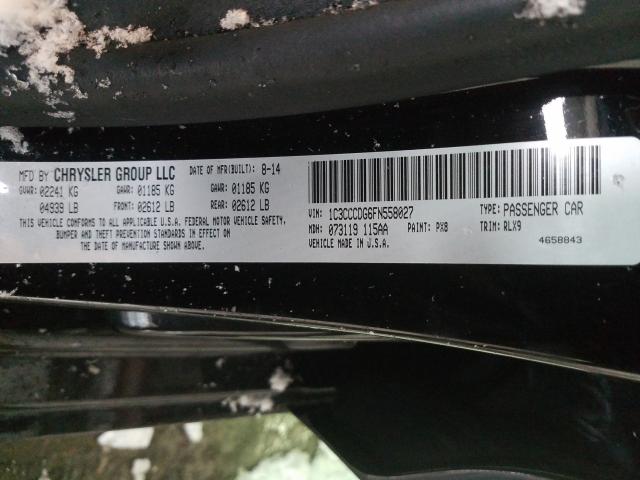 MFD BY CHRYSLER GROUP LLC DATE OF MFR(BUILT): 8-14
GVWR: 02241 KG GAWR: 01185 KG GAWR: 01185 KG
04939 LB FRONT: 02612 LB REAR: 02612 LB
THIS VEHICLE CONFORMS TO ALL APPLICABLE U.S.A. FEDERAL MOTOR VEHICLE SAFETY,
BUMPER AND THEFT PREVENTION STANDARDS IN EFFECT ON
THE DATE OF MANUFACTURE SHOWN ABOVE.
VIN: 1C3CCCDG6FN558027 TYPE: PASSENGER CAR
MDH: 073119 115AA PAINT: PX8 TRIM: RLX9
VEHICLE MADE IN U.S.A. 4658843